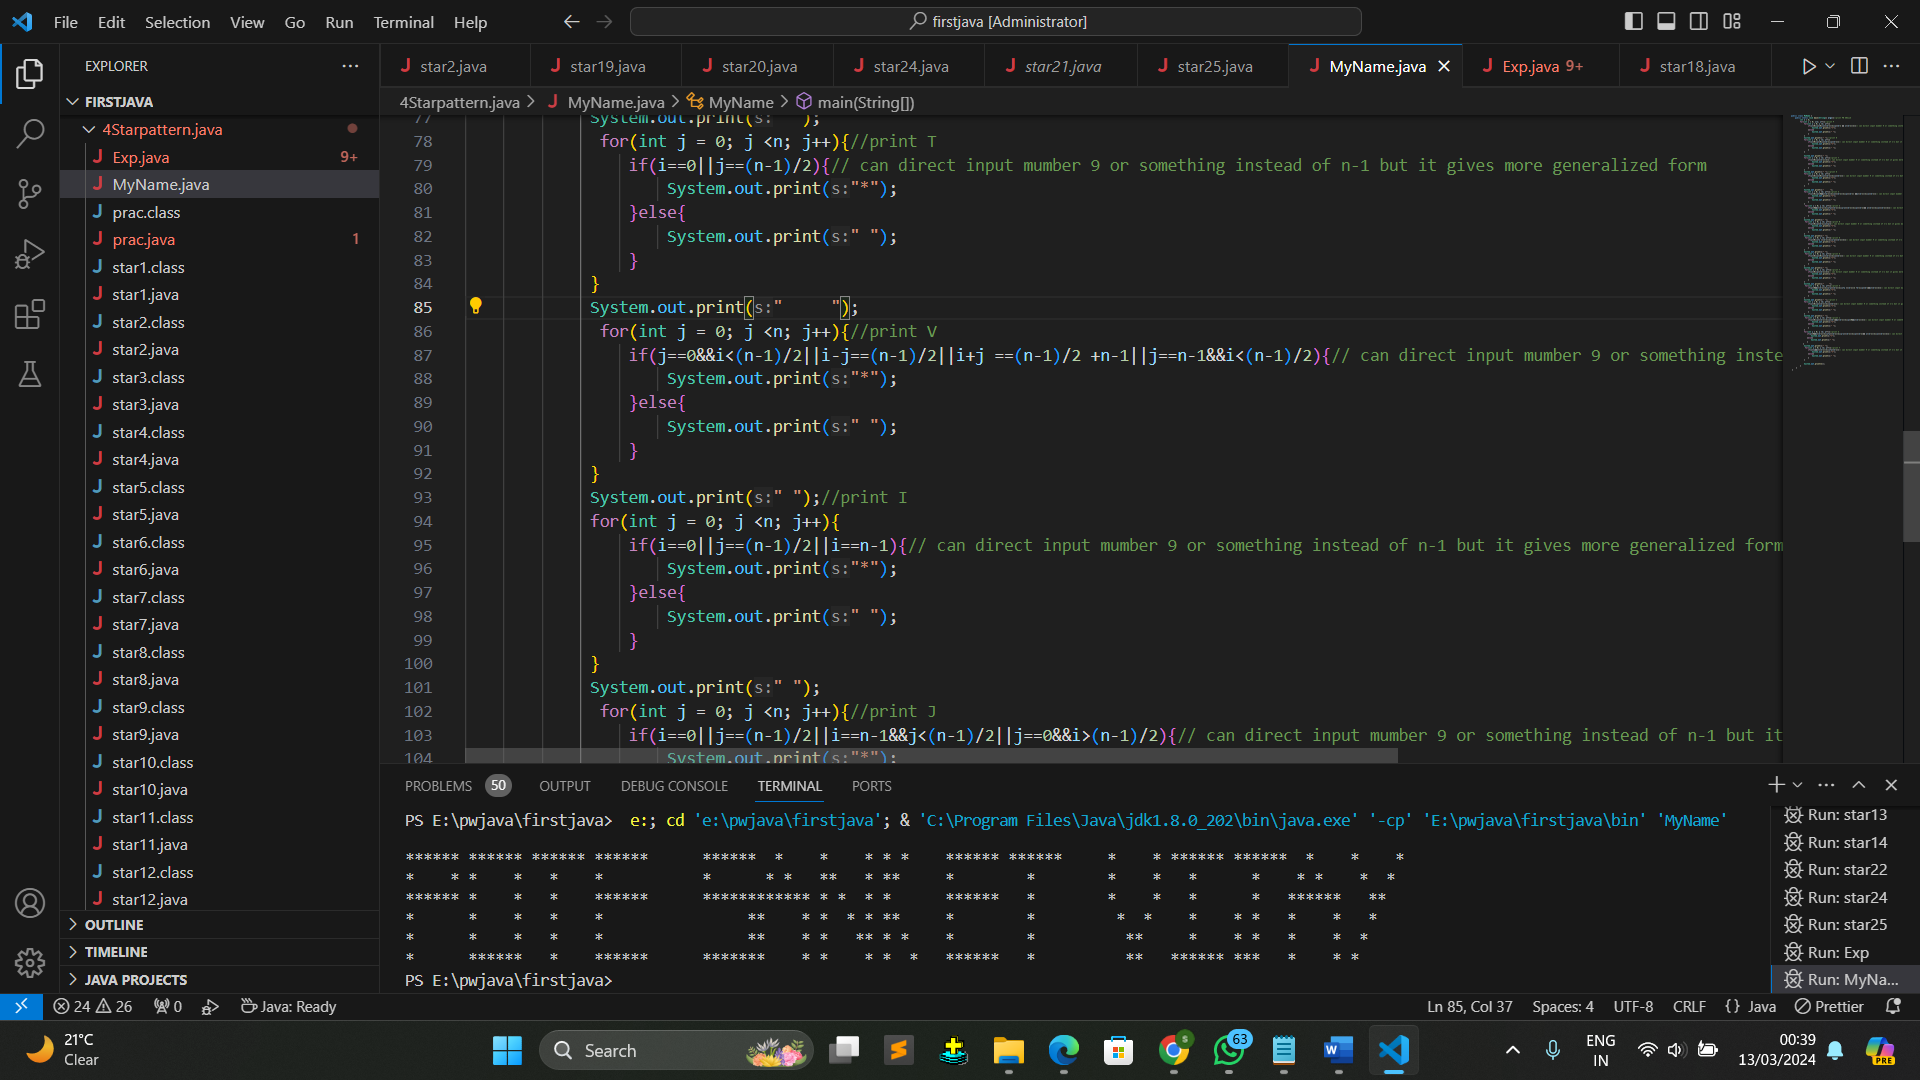 File Edit Selection View Go Run Terminal Help
firstjava [Administrator]
EXPLORER
FIRSTJAVA
4Starpattern.java
Exp.java 9+
MyName.java
prac.class
prac.java 1
star1.class
star1.java
star2.class
star2.java
star3.class
star3.java
star4.class
star4.java
star5.class
star5.java
star6.class
star6.java
star7.class
star7.java
star8.class
star8.java
star9.class
star9.java
star10.class
star10.java
star11.class
star11.java
star12.class
star12.java
OUTLINE
TIMELINE
JAVA PROJECTS
star2.java star19.java star20.java star24.java star21.java star25.java MyName.java Exp.java 9+ star18.java
4Starpattern.java > MyName.java > MyName > main(String[])
77 System.out.print(s:" ");
78 for(int j = 0; j <n; j++){//print T
79 if(i==0||j==(n-1)/2){// can direct input mumber 9 or something instead of n-1 but it gives more generalized form
80 System.out.print(s:"*");
81 }else{
82 System.out.print(s:" ");
83 }
84 }
85 System.out.print(s:"     ");
86 for(int j = 0; j <n; j++){//print V
87 if(j==0&&i<(n-1)/2||i-j==(n-1)/2||i+j ==(n-1)/2 +n-1||j==n-1&&i<(n-1)/2){// can direct input mumber 9 or something inste
88 System.out.print(s:"*");
89 }else{
90 System.out.print(s:" ");
91 }
92 }
93 System.out.print(s:" ");//print I
94 for(int j = 0; j <n; j++){
95 if(i==0||j==(n-1)/2||i==n-1){// can direct input mumber 9 or something instead of n-1 but it gives more generalized form
96 System.out.print(s:"*");
97 }else{
98 System.out.print(s:" ");
99 }
100 }
101 System.out.print(s:" ");
102 for(int j = 0; j <n; j++){//print J
103 if(i==0||j==(n-1)/2||i==n-1&&j<(n-1)/2||j==0&&i>(n-1)/2){// can direct input mumber 9 or something instead of n-1 but it
104 System.out.print(s:"*");
PROBLEMS 50 OUTPUT DEBUG CONSOLE TERMINAL PORTS
PS E:\pwjava\firstjava> e:; cd 'e:\pwjava\firstjava'; & 'C:\Program Files\Java\jdk1.8.0_202\bin\java.exe' '-cp' 'E:\pwjava\firstjava\bin' 'MyName'
****** ****** ****** ******      ******  *    *    * * *    ****** ******     *    * ****** ******  *    *    *
*    * *    *   *    *           *      * *   **   * **     *        *        *    *   *      *    * *    *  *
****** *    *   *    ******      ************ * *  * *      ******   *        *    *   *      *   ******   **
*      *    *   *    *                **    * *  * * **     *        *         *  *    *    * *   *    *   *
*      *    *   *    *                **    * *   ** * *    *        *          **     *    * *   *    *  *
*      ******   *    ******      *******    * *    * *  *   ******   *          **   ****** ***   *    * *
PS E:\pwjava\firstjava>
Run: star13
Run: star14
Run: star22
Run: star24
Run: star25
Run: Exp
Run: MyNa...
24 26 0 Java: Ready Ln 85, Col 37 Spaces: 4 UTF-8 CRLF {} Java Prettier
21°C
Clear
Search
63
ENG
IN
00:39
13/03/2024
PRE